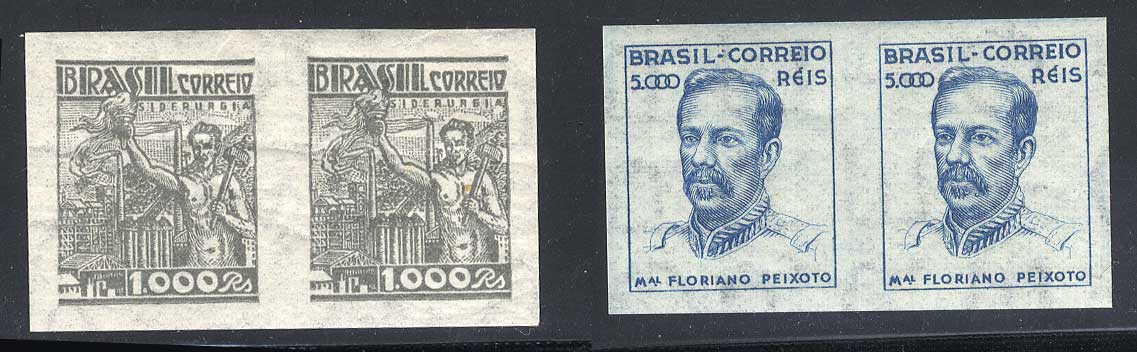 BRASIL CORREIO
SIDERURGIA
1.000 Rs
BRASIL CORREIO
SIDERURGIA
1.000 Rs
BRASIL-CORREIO
5.000 RÉIS
MAL FLORIANO PEIXOTO
BRASIL-CORREIO
5.000 RÉIS
MAL FLORIANO PEIXOTO